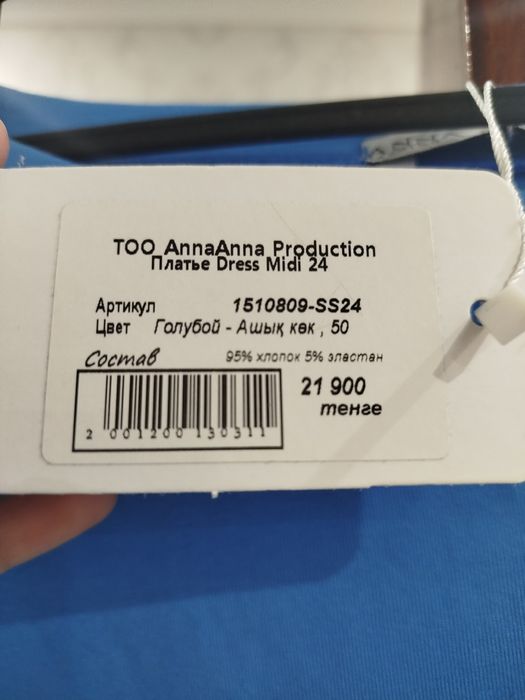 ТОО AnnaAnna Production
Платье Dress Midi 24
Артикул 1510809-SS24
Цвет Голубой - Ашық көк , 50
Состав 95% хлопок 5% эластан
21 900
тенге
2 001200 130311